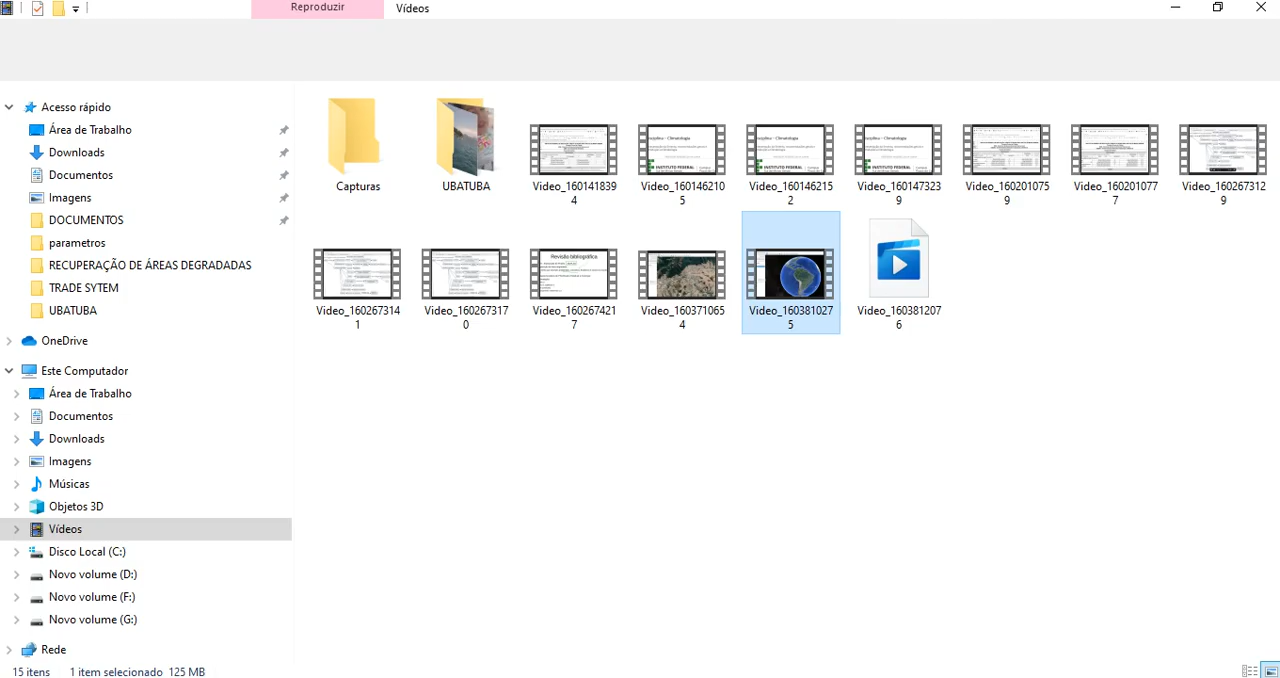 Reproduzir
Vídeos
Acesso rápido
Área de Trabalho
Downloads
Documentos
Imagens
DOCUMENTOS
parametros
RECUPERAÇÃO DE ÁREAS DEGRADADAS
TRADE SYTEM
UBATUBA
OneDrive
Este Computador
Área de Trabalho
Documentos
Downloads
Imagens
Músicas
Objetos 3D
Vídeos
Disco Local (C:)
Novo volume (D:)
Novo volume (F:)
Novo volume (G:)
Rede
Capturas
UBATUBA
Video_160141839
4
Video_160146210
5
Video_160146215
2
Video_160147323
9
Video_160201075
9
Video_160201077
7
Video_160267312
9
Video_160267314
1
Video_160267317
0
Revisão bibliográfica
Video_160267421
7
Video_160371065
4
Video_160381027
5
Video_160381207
6
15 itens
1 item selecionado 125 MB